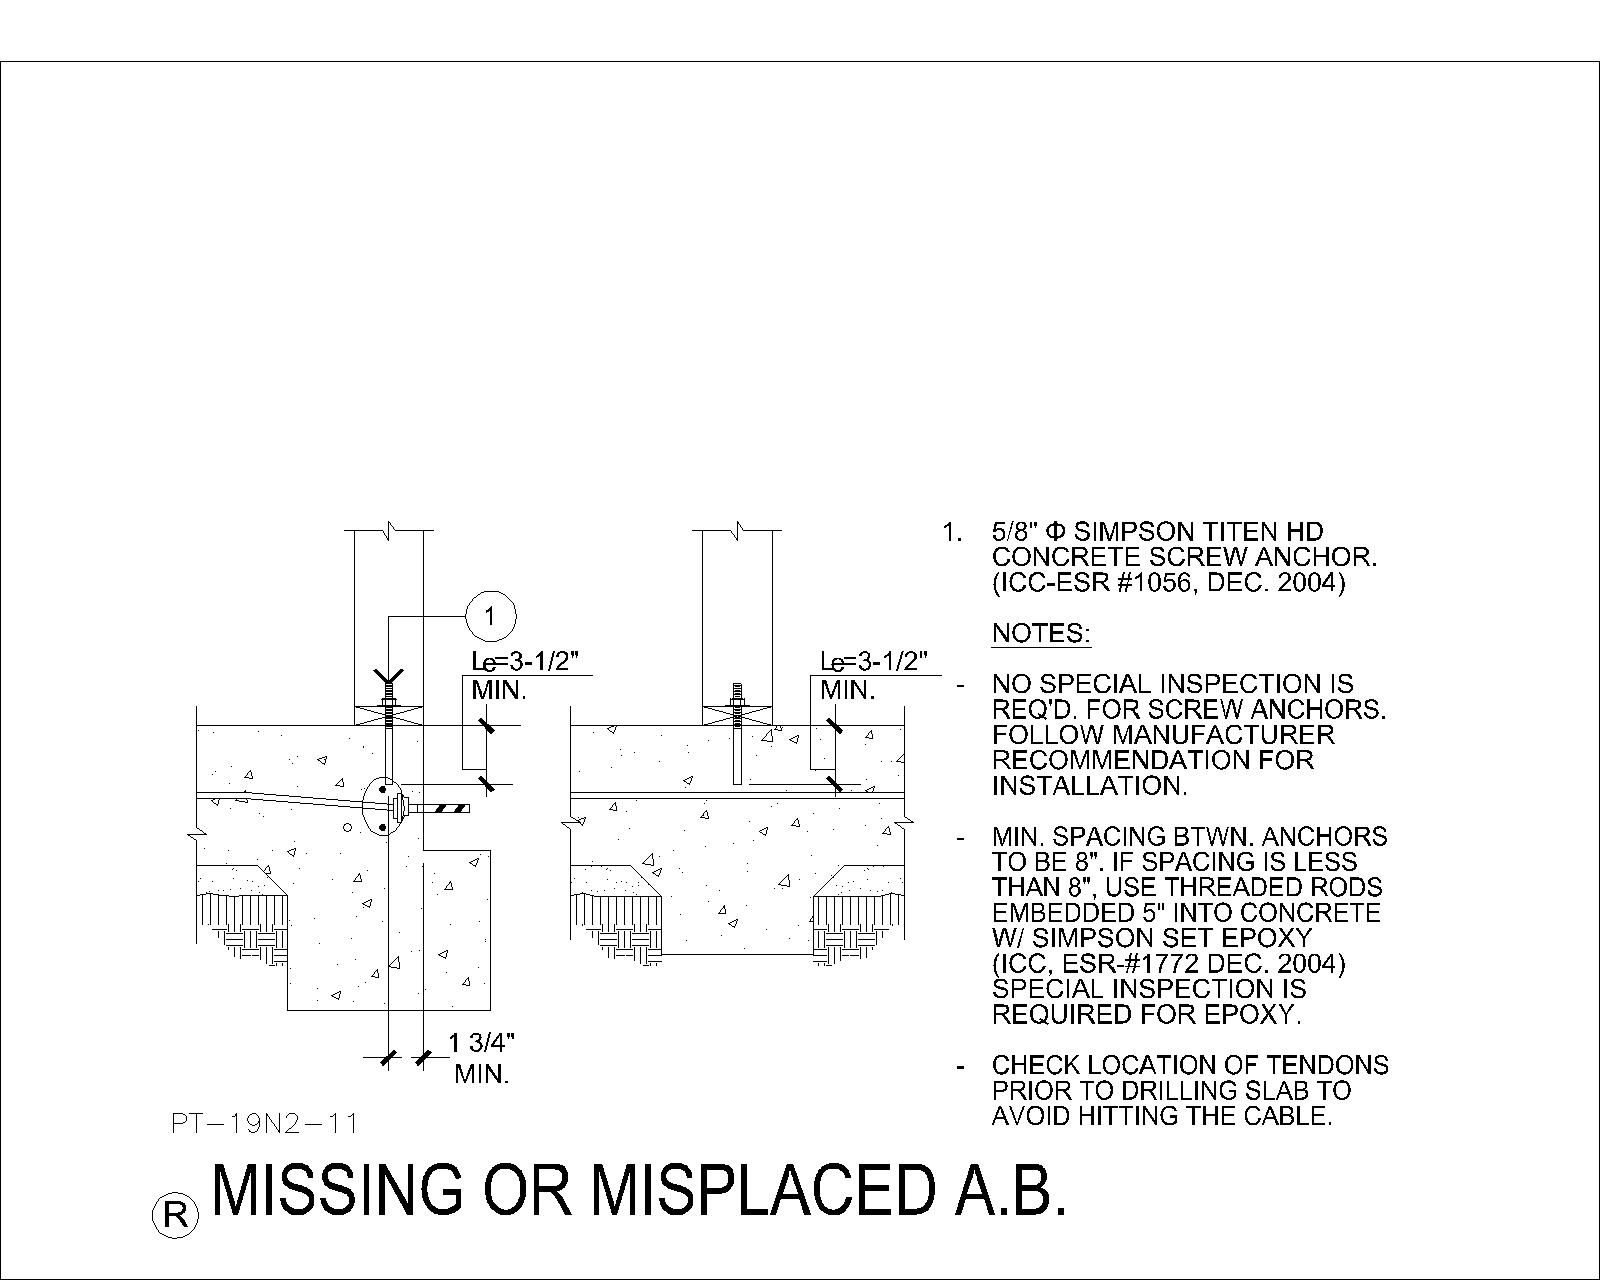 1
Le=3-1/2"
MIN.
Le=3-1/2"
MIN.
1 3/4"
MIN.
1. 5/8" Φ SIMPSON TITEN HD
CONCRETE SCREW ANCHOR.
(ICC-ESR #1056, DEC. 2004)
NOTES:
- NO SPECIAL INSPECTION IS
REQ'D. FOR SCREW ANCHORS.
FOLLOW MANUFACTURER
RECOMMENDATION FOR
INSTALLATION.
- MIN. SPACING BTWN. ANCHORS
TO BE 8". IF SPACING IS LESS
THAN 8", USE THREADED RODS
EMBEDDED 5" INTO CONCRETE
W/ SIMPSON SET EPOXY
(ICC, ESR-#1772 DEC. 2004)
SPECIAL INSPECTION IS
REQUIRED FOR EPOXY.
- CHECK LOCATION OF TENDONS
PRIOR TO DRILLING SLAB TO
AVOID HITTING THE CABLE.
PT-19N2-11
R MISSING OR MISPLACED A.B.